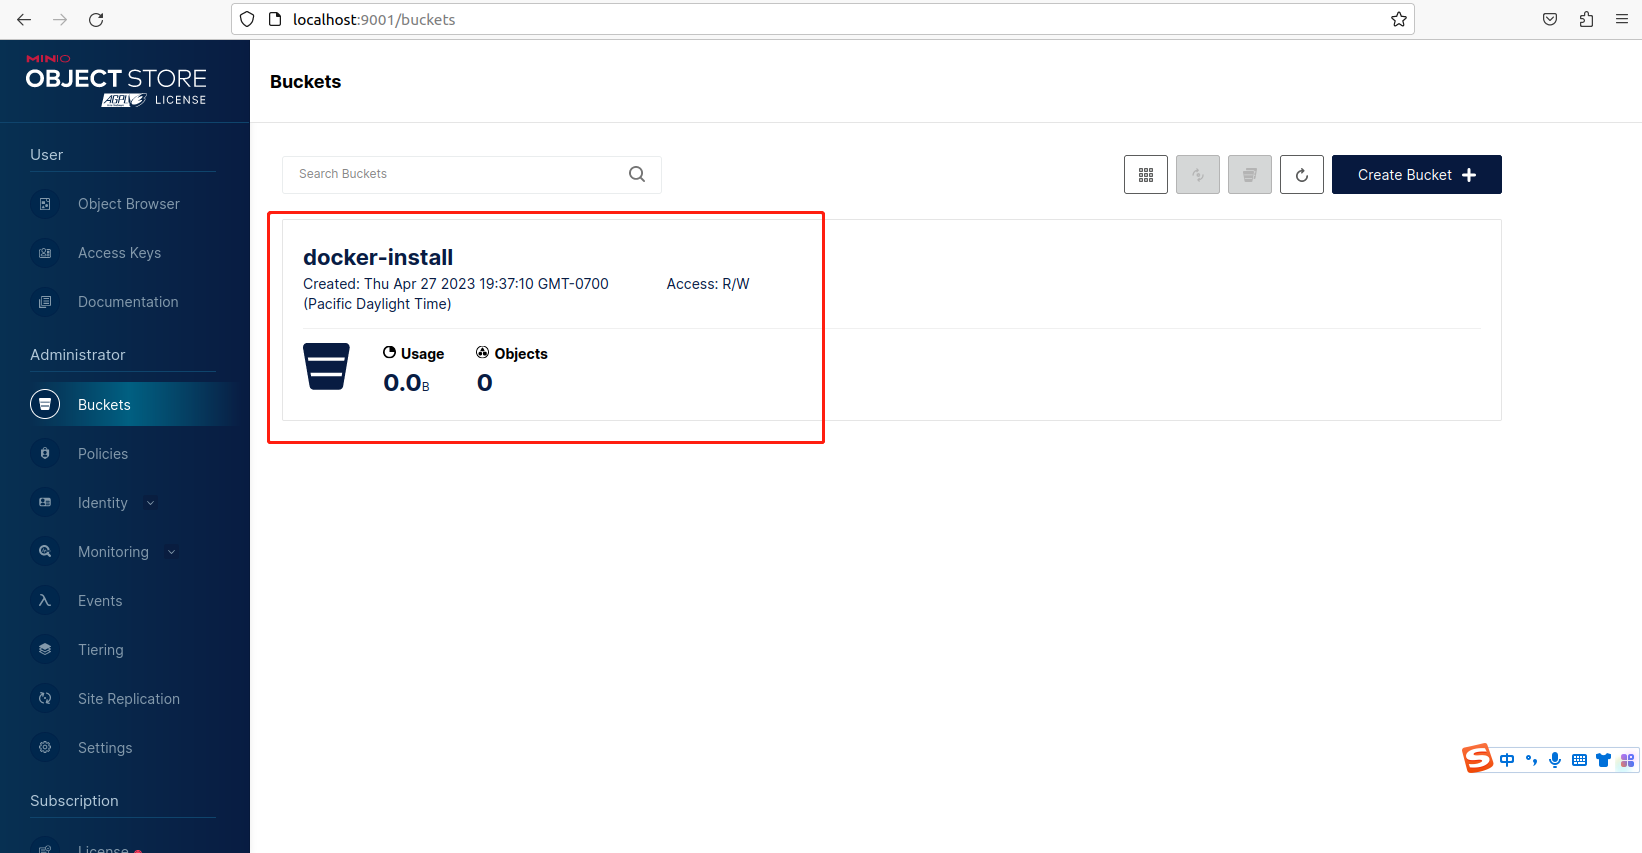 localhost:9001/buckets
MINIO
OBJECT STORE
AGPL LICENSE
Buckets
User
Object Browser
Access Keys
Documentation
Administrator
Buckets
Policies
Identity
Monitoring
Events
Tiering
Site Replication
Settings
Subscription
License
Search Buckets
Create Bucket
docker-install
Created: Thu Apr 27 2023 19:37:10 GMT-0700
(Pacific Daylight Time)
Access: R/W
Usage
0.0B
Objects
0
S 中